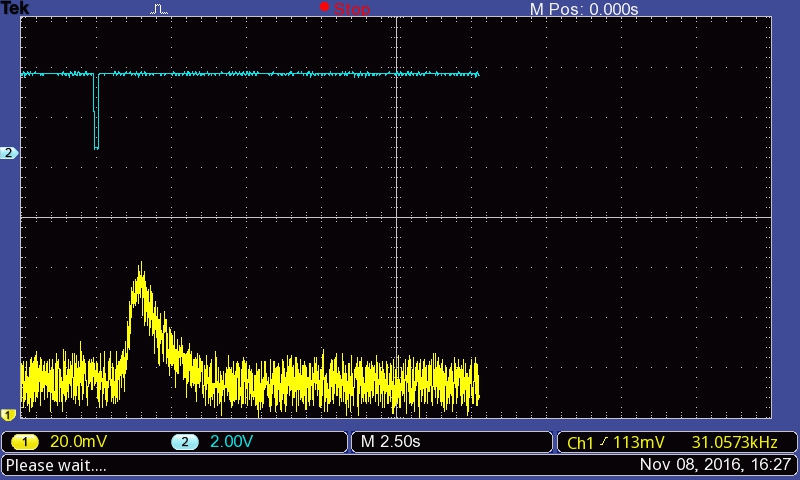 Tek Stop M Pos: 0.000s
2
1
1 20.0mV 2 2.00V M 2.50s Ch1 113mV 31.0573kHz
Please wait.... Nov 08, 2016, 16:27